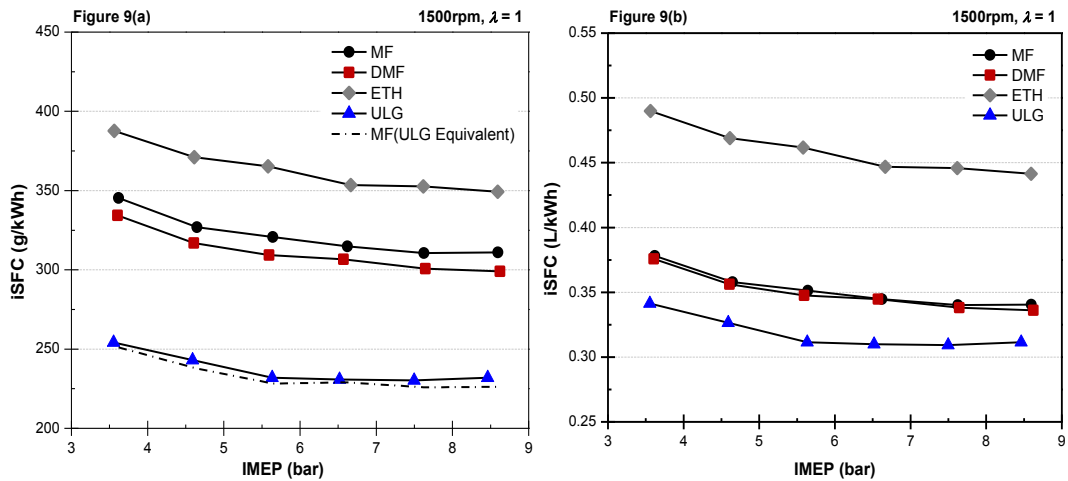 Figure 9(a) 1500rpm, λ = 1
450
400
350
300
250
200
iSFC (g/kWh)
MF
DMF
ETH
ULG
MF(ULG Equivalent)
3 4 5 6 7 8 9
IMEP (bar)
Figure 9(b) 1500rpm, λ = 1
0.55
0.50
0.45
0.40
0.35
0.30
0.25
iSFC (L/kWh)
MF
DMF
ETH
ULG
3 4 5 6 7 8 9
IMEP (bar)